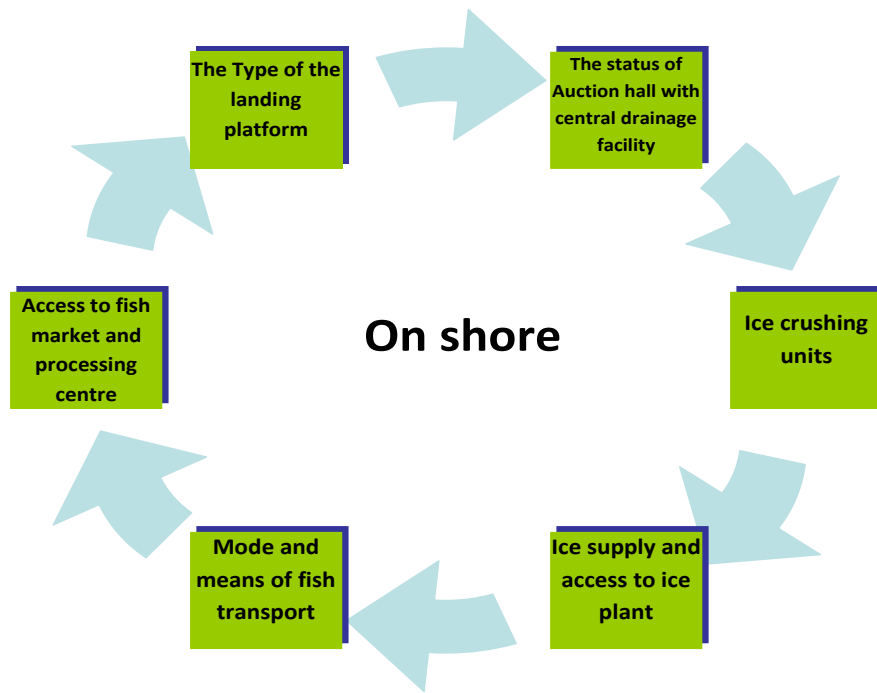 The Type of the
landing
platform
The status of
Auction hall with
central drainage
facility
Ice crushing
units
Ice supply and
access to ice
plant
Mode and
means of fish
transport
Access to fish
market and
processing
centre
On shore